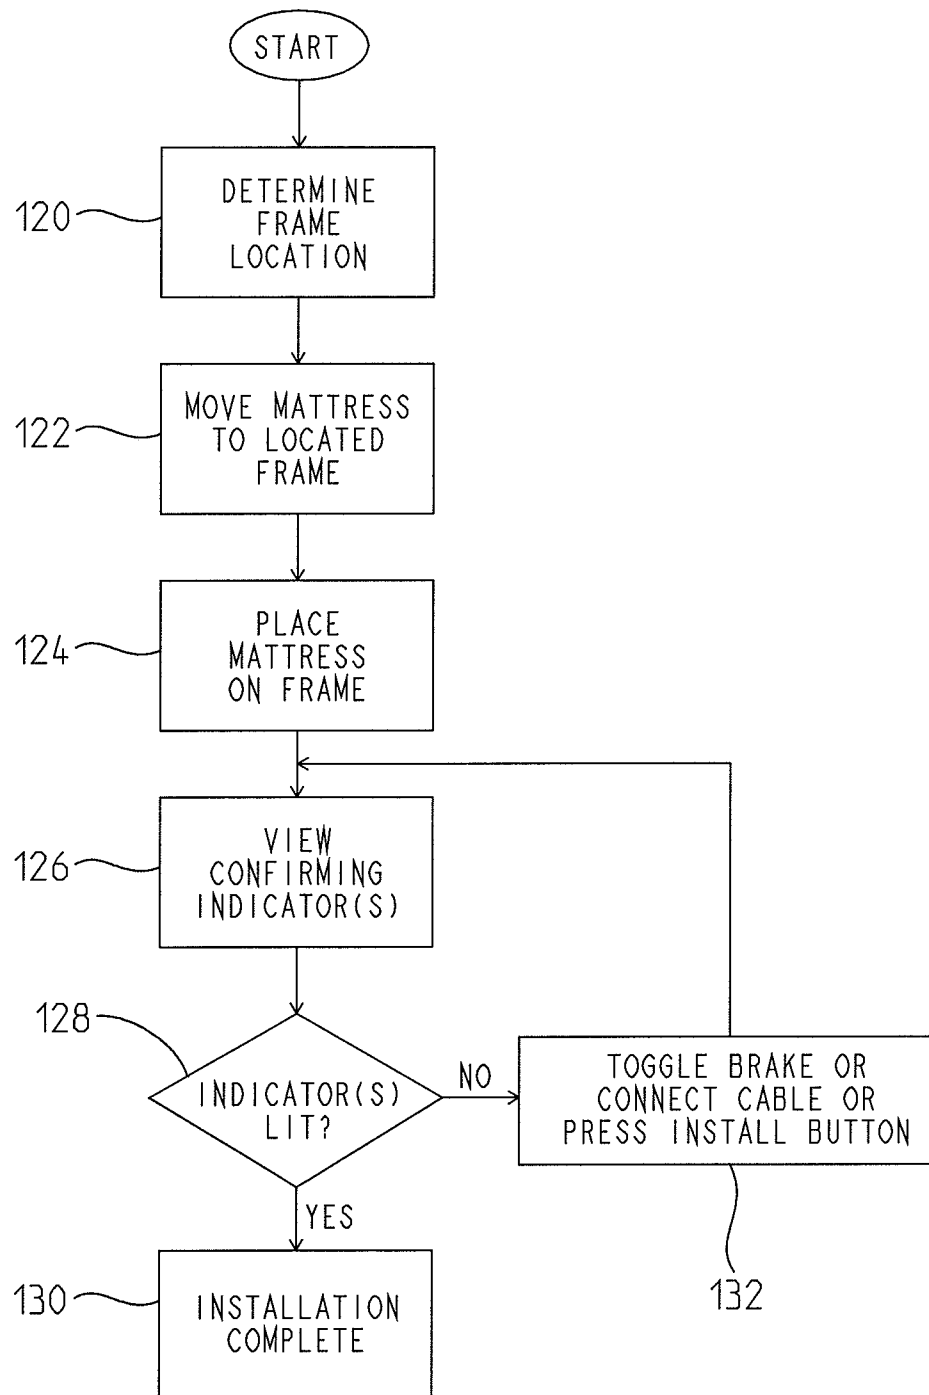 START
120
DETERMINE
FRAME
LOCATION
122
MOVE MATTRESS
TO LOCATED
FRAME
124
PLACE
MATTRESS
ON FRAME
126
VIEW
CONFIRMING
INDICATOR(S)
128
INDICATOR(S)
LIT?
NO
TOGGLE BRAKE OR
CONNECT CABLE OR
PRESS INSTALL BUTTON
132
YES
130
INSTALLATION
COMPLETE